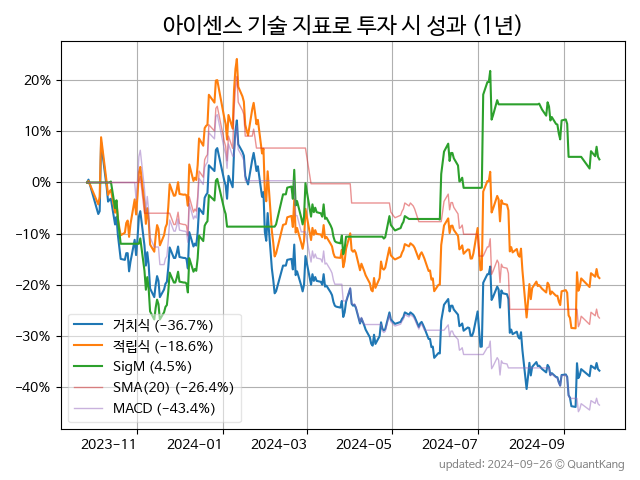 아이센스 기술 지표로 투자 시 성과 (1년)
20%
10%
0%
−10%
−20%
−30%
−40%
거치식 (−36.7%)
적립식 (−18.6%)
SigM (4.5%)
SMA(20) (−26.4%)
MACD (−43.4%)
2023−11 2024−01 2024−03 2024−05 2024−07 2024−09
updated: 2024−09−26 © QuantKang